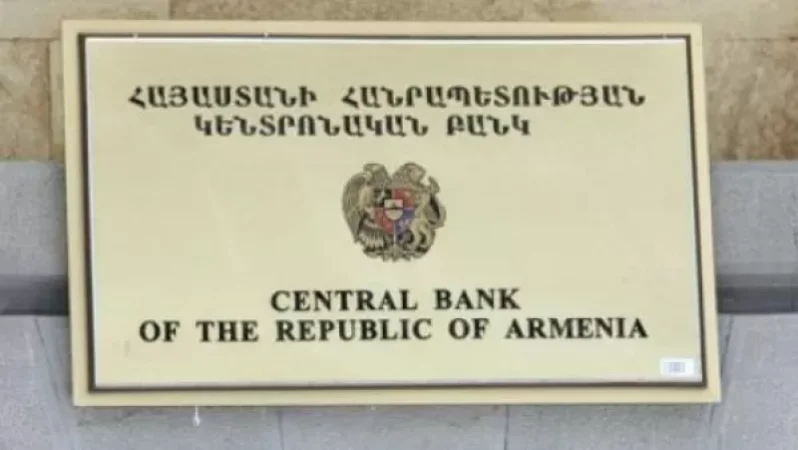 ՀԱՅԱՍՏԱՆԻ ՀԱՆՐԱՊԵՏՈՒԹՅԱՆ
ԿԵՆՏՐՈՆԱԿԱՆ ԲԱՆԿ
CENTRAL BANK
OF THE REPUBLIC OF ARMENIA